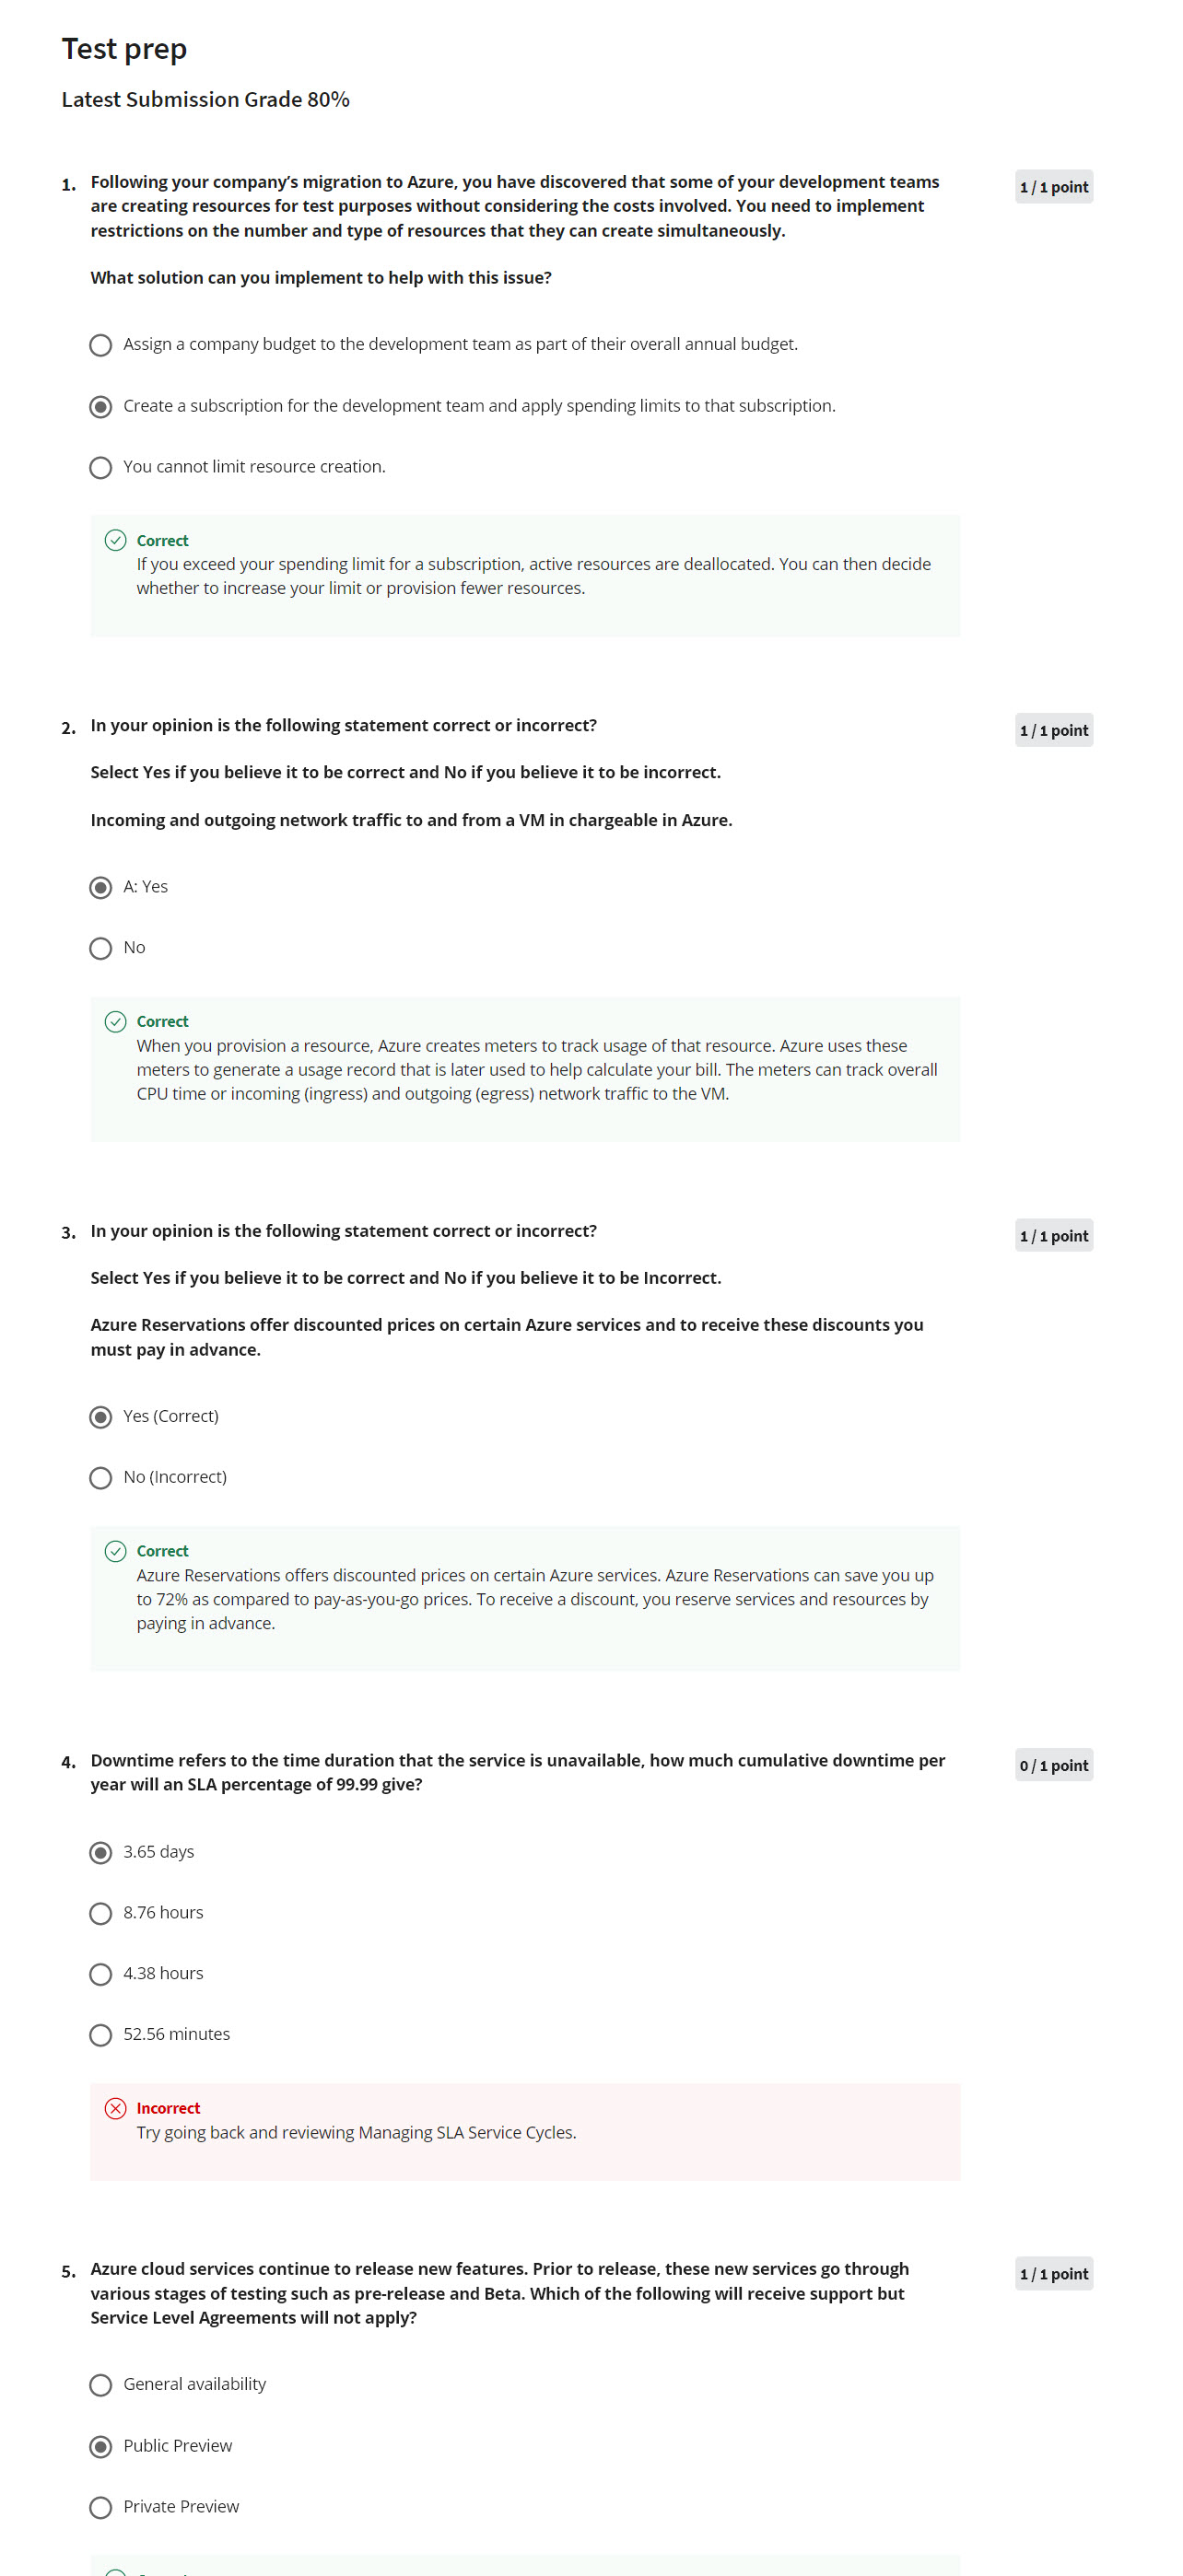 Test prep
Latest Submission Grade 80%
1. Following your company's migration to Azure, you have discovered that some of your development teams
are creating resources for test purposes without considering the costs involved. You need to implement
restrictions on the number and type of resources that they can create simultaneously.
1 / 1 point
What solution can you implement to help with this issue?
Assign a company budget to the development team as part of their overall annual budget.
Create a subscription for the development team and apply spending limits to that subscription.
You cannot limit resource creation.
Correct
If you exceed your spending limit for a subscription, active resources are deallocated. You can then decide
whether to increase your limit or provision fewer resources.
2. In your opinion is the following statement correct or incorrect?
1 / 1 point
Select Yes if you believe it to be correct and No if you believe it to be incorrect.
Incoming and outgoing network traffic to and from a VM in chargeable in Azure.
A: Yes
No
Correct
When you provision a resource, Azure creates meters to track usage of that resource. Azure uses these
meters to generate a usage record that is later used to help calculate your bill. The meters can track overall
CPU time or incoming (ingress) and outgoing (egress) network traffic to the VM.
3. In your opinion is the following statement correct or incorrect?
1 / 1 point
Select Yes if you believe it to be correct and No if you believe it to be Incorrect.
Azure Reservations offer discounted prices on certain Azure services and to receive these discounts you
must pay in advance.
Yes (Correct)
No (Incorrect)
Correct
Azure Reservations offers discounted prices on certain Azure services. Azure Reservations can save you up
to 72% as compared to pay-as-you-go prices. To receive a discount, you reserve services and resources by
paying in advance.
4. Downtime refers to the time duration that the service is unavailable, how much cumulative downtime per
year will an SLA percentage of 99.99 give?
0 / 1 point
3.65 days
8.76 hours
4.38 hours
52.56 minutes
Incorrect
Try going back and reviewing Managing SLA Service Cycles.
5. Azure cloud services continue to release new features. Prior to release, these new services go through
various stages of testing such as pre-release and Beta. Which of the following will receive support but
Service Level Agreements will not apply?
1 / 1 point
General availability
Public Preview
Private Preview